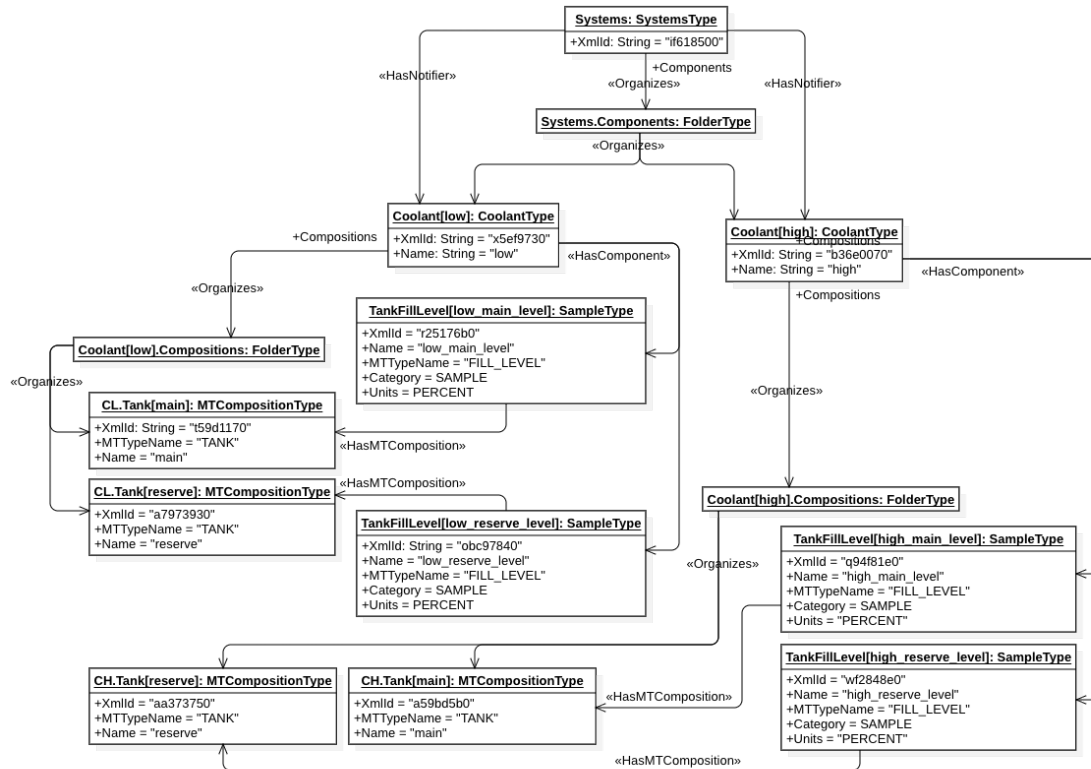 Systems: SystemsType
+XmlId: String = "if618500"
+Components
«HasNotifier»
«Organizes»
«HasNotifier»
Systems.Components: FolderType
«Organizes»
Coolant[low]: CoolantType
+XmlId: String = "x5ef9730"
+Name: String = "low"
+Compositions
Coolant[high]: CoolantType
+Compositions
+XmlId: String = "b36e0070"
+Name: String = "high"
«HasComponent»
«HasComponent»
«Organizes»
+Compositions
TankFillLevel[low_main_level]: SampleType
+XmlId = "r25176b0"
+Name = "low_main_level"
+MTTypeName = "FILL_LEVEL"
+Category = SAMPLE
+Units = PERCENT
Coolant[low].Compositions: FolderType
«Organizes»
«Organizes»
CL.Tank[main]: MTCompositionType
+XmlId: String = "t59d1170"
+MTTypeName = "TANK"
+Name = "main"
«HasMTComposition»
CL.Tank[reserve]: MTCompositionType
+XmlId = "a7973930"
+MTTypeName = "TANK"
+Name = "reserve"
«HasMTComposition»
Coolant[high].Compositions: FolderType
TankFillLevel[low_reserve_level]: SampleType
+XmlId: String = "obc97840"
+Name = "low_reserve_level"
+MTTypeName = "FILL_LEVEL"
+Category = SAMPLE
+Units = PERCENT
«Organizes»
TankFillLevel[high_main_level]: SampleType
+XmlId = "q94f81e0"
+Name = "high_main_level"
+MTTypeName = "FILL_LEVEL"
+Category = SAMPLE
+Units = "PERCENT"
CH.Tank[reserve]: MTCompositionType
+XmlId = "aa373750"
+MTTypeName = "TANK"
+Name = "reserve"
CH.Tank[main]: MTCompositionType
+XmlId = "a59bd5b0"
+MTTypeName = "TANK"
+Name = "main"
«HasMTComposition»
TankFillLevel[high_reserve_level]: SampleType
+XmlId = "wf2848e0"
+Name = "high_reserve_level"
+MTTypeName = "FILL_LEVEL"
+Category = SAMPLE
+Units = "PERCENT"
«HasMTComposition»